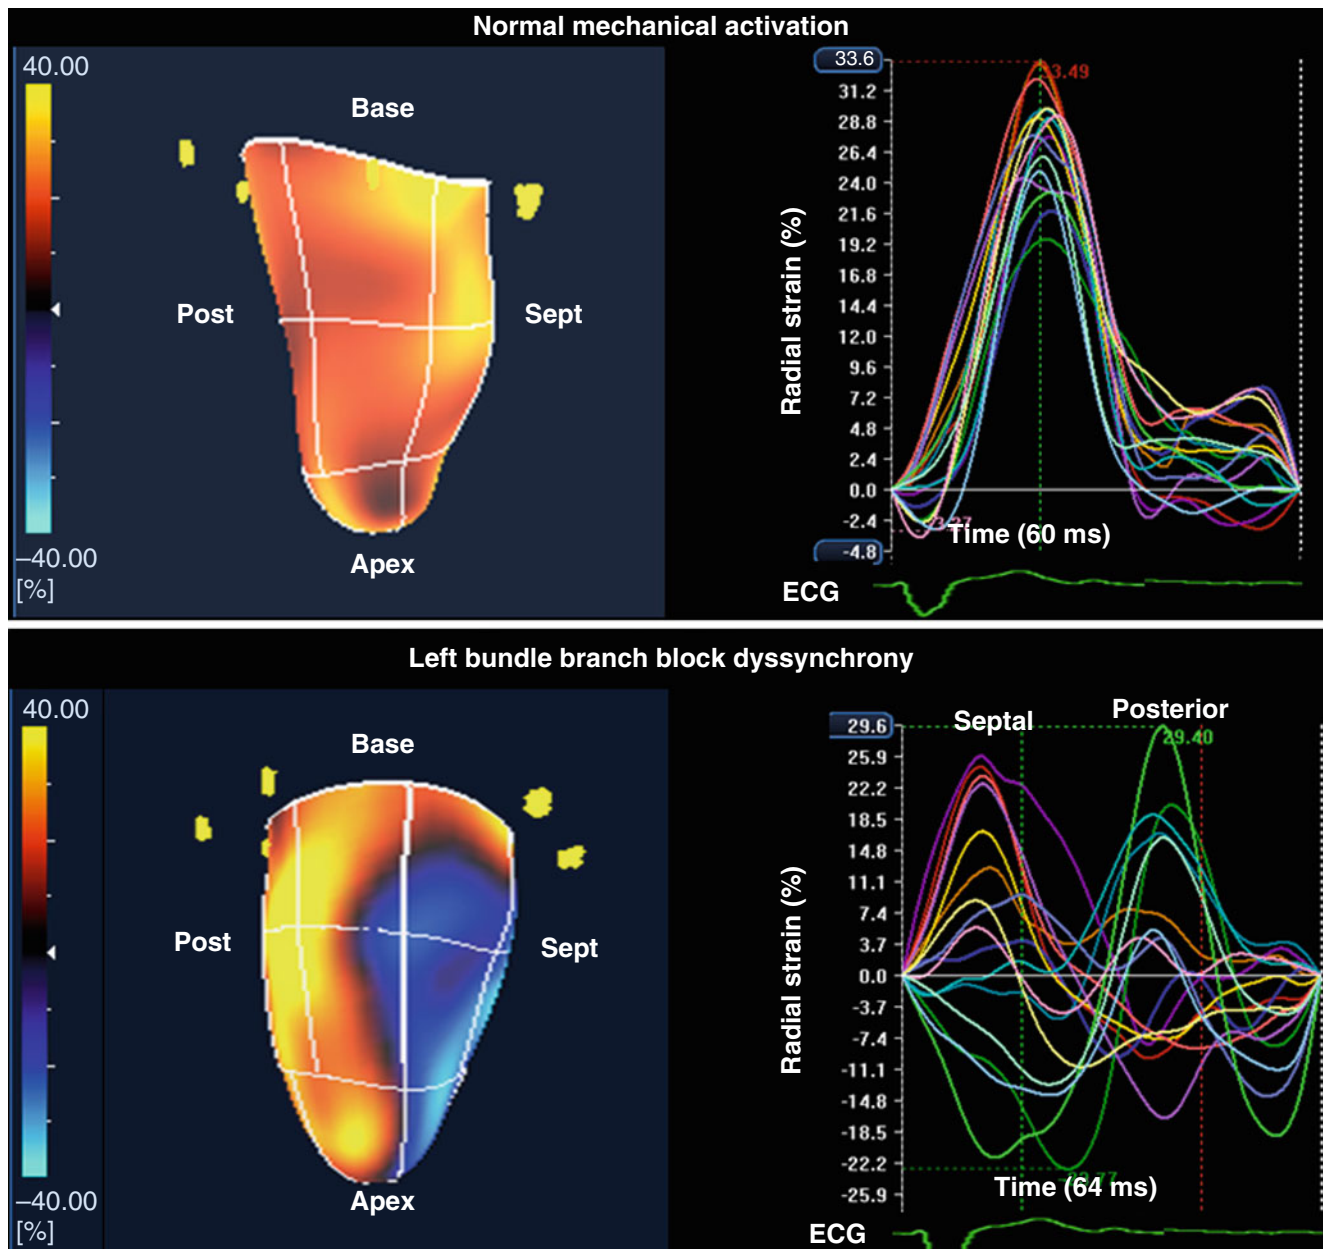 Normal mechanical activation
40.00
Base
Post
Sept
Apex
–40.00
[%]
33.6
31.2
28.8
26.4
24.0
21.6
19.2
16.8
14.4
12.0
9.6
7.2
4.8
2.4
0.0
-2.4
-4.8
Radial strain (%)
3.49
Time (60 ms)
ECG
Left bundle branch block dyssynchrony
40.00
Base
Post
Sept
Apex
–40.00
[%]
Septal
Posterior
29.6
25.9
22.2
18.5
14.8
11.1
7.4
3.7
0.0
-3.7
-7.4
-11.1
-14.8
-18.5
-22.2
-25.9
Radial strain (%)
29.40
Time (64 ms)
ECG